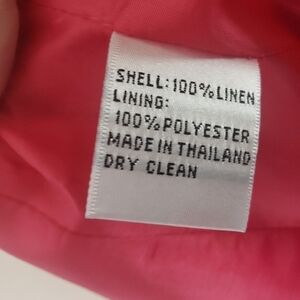 SHELL: 100% LINEN
LINING:
100% POLYESTER
MADE IN THAILAND
DRY CLEAN